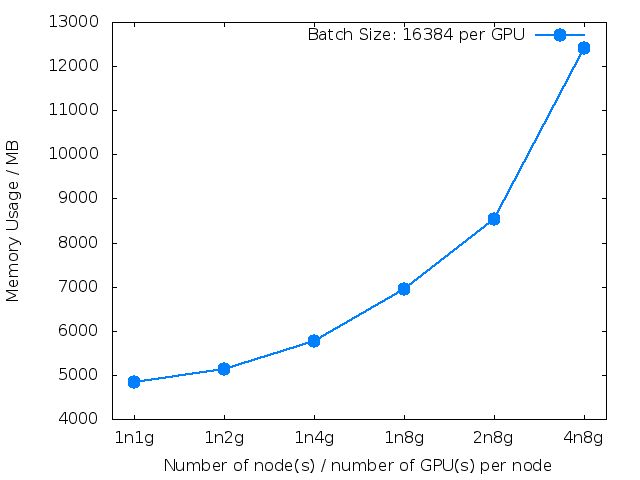 Batch Size: 16384 per GPU
13000
12000
11000
10000
9000
8000
7000
6000
5000
4000
Memory Usage / MB
1n1g 1n2g 1n4g 1n8g 2n8g 4n8g
Number of node(s) / number of GPU(s) per node